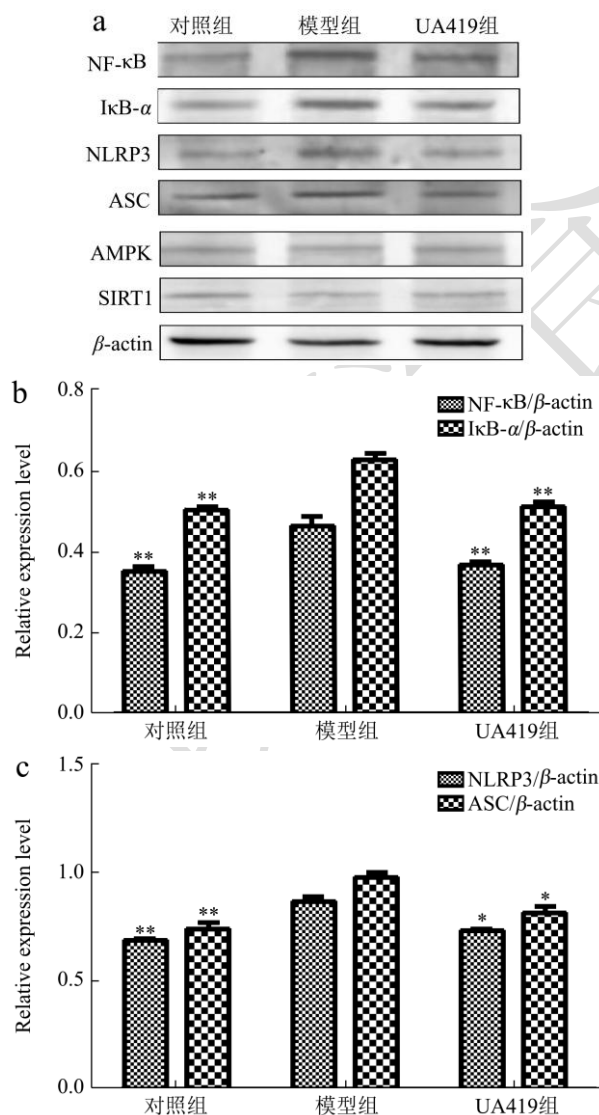 a
对照组 模型组 UA419组
NF-κB
IκB-α
NLRP3
ASC
AMPK
SIRT1
β-actin
b
0.8
0.6
0.4
0.2
0.0
Relative expression level
NF-κB/β-actin
IκB-α/β-actin
** ** ** **
对照组 模型组 UA419组
c
1.5
1.0
0.5
0.0
Relative expression level
NLRP3/β-actin
ASC/β-actin
** ** * *
对照组 模型组 UA419组